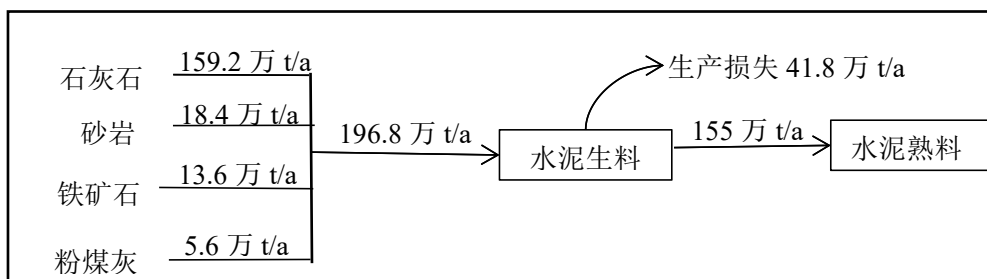 石灰石 159.2 万 t/a
砂岩 18.4 万 t/a
铁矿石 13.6 万 t/a
粉煤灰 5.6 万 t/a
196.8 万 t/a
水泥生料
生产损失 41.8 万 t/a
155 万 t/a
水泥熟料